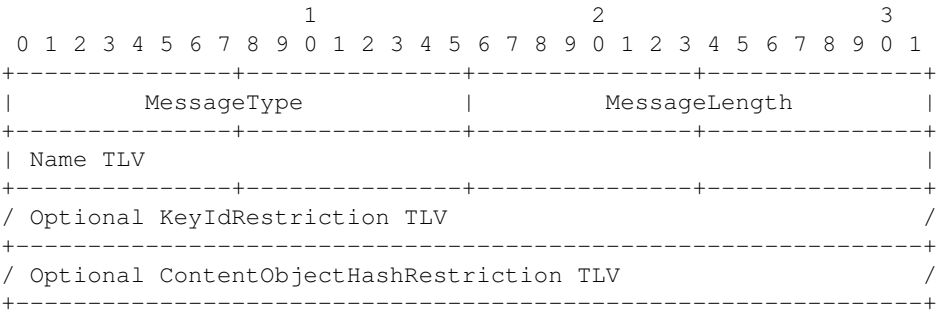 1                   2                   3
 0 1 2 3 4 5 6 7 8 9 0 1 2 3 4 5 6 7 8 9 0 1 2 3 4 5 6 7 8 9 0 1
+---------------+---------------+---------------+---------------+
|         MessageType           |         MessageLength         |
+---------------+---------------+---------------+---------------+
| Name TLV                                                      |
+---------------+---------------+---------------+---------------+
/ Optional KeyIdRestriction TLV                                 /
+---------------------------------------------------------------+
/ Optional ContentObjectHashRestriction TLV                     /
+---------------------------------------------------------------+